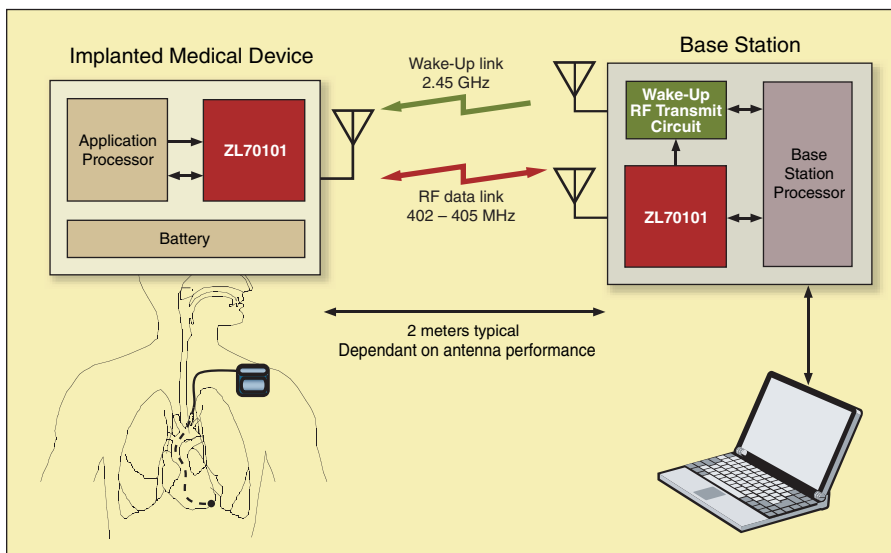 Implanted Medical Device
Application
Processor
ZL70101
Battery
Wake-Up link
2.45 GHz
RF data link
402 – 405 MHz
Base Station
Wake-Up
RF Transmit
Circuit
ZL70101
Base
Station
Processor
2 meters typical
Dependant on antenna performance